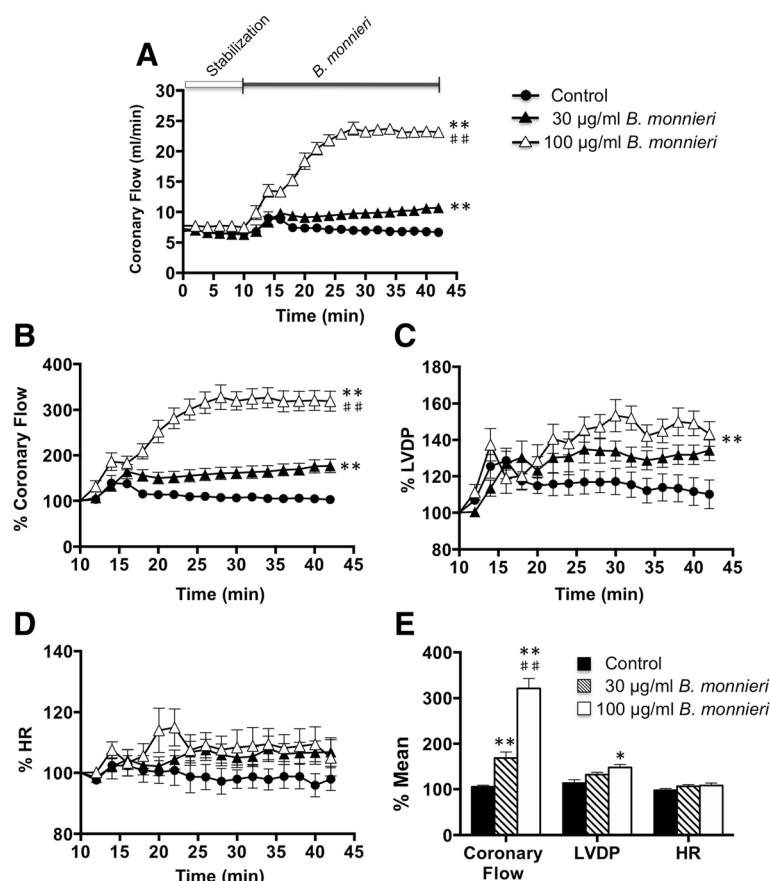 A
Stabilization
B. monnieri
Coronary Flow (ml/min)
30
25
20
15
10
5
0
**
##
**
0 5 10 15 20 25 30 35 40 45
Time (min)
Control
30 µg/ml B. monnieri
100 µg/ml B. monnieri
B
% Coronary Flow
400
300
200
100
0
**
##
**
10 15 20 25 30 35 40 45
Time (min)
C
% LVDP
180
160
140
120
100
80
**
10 15 20 25 30 35 40 45
Time (min)
D
% HR
140
120
100
80
10 15 20 25 30 35 40 45
Time (min)
E
% Mean
400
300
200
100
0
**
**
##
*
Control
30 µg/ml B. monnieri
100 µg/ml B. monnieri
Coronary Flow
LVDP
HR